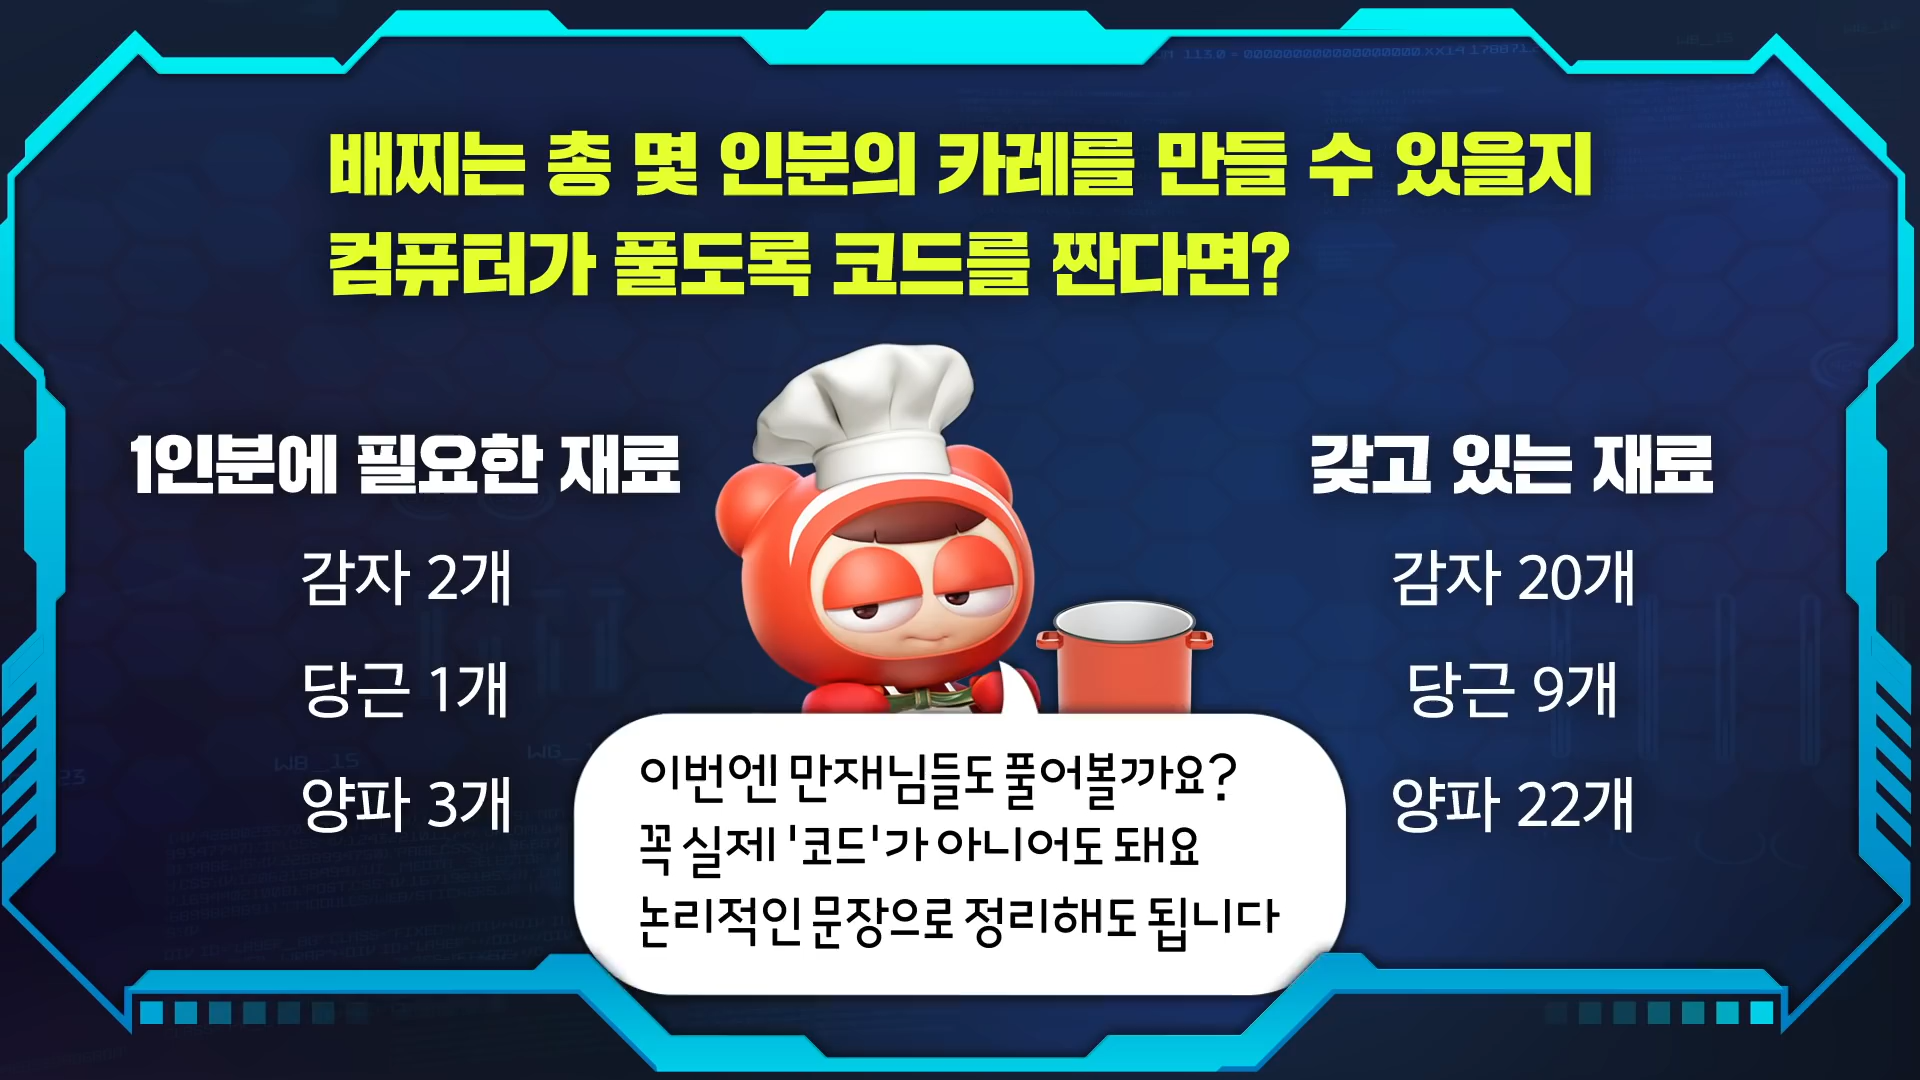 배찌는 총 몇 인분의 카레를 만들 수 있을지
컴퓨터가 풀도록 코드를 짠다면?
1인분에 필요한 재료
감자 2개
당근 1개
양파 3개
갖고 있는 재료
감자 20개
당근 9개
양파 22개
이번엔 만재님들도 풀어볼까요?
꼭 실제 '코드'가 아니어도 돼요
논리적인 문장으로 정리해도 됩니다